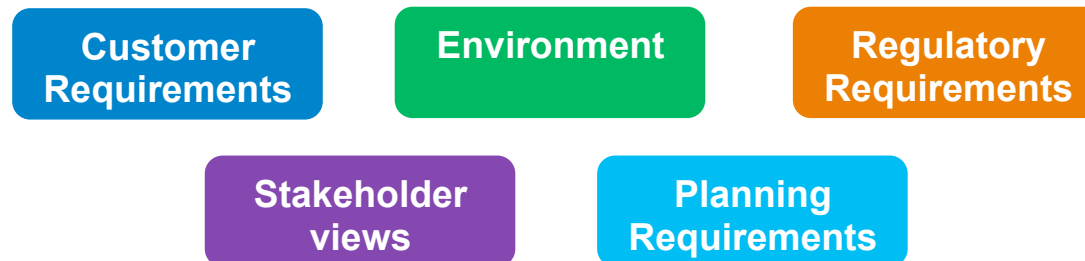 Customer
Requirements
Environment
Regulatory
Requirements
Stakeholder
views
Planning
Requirements